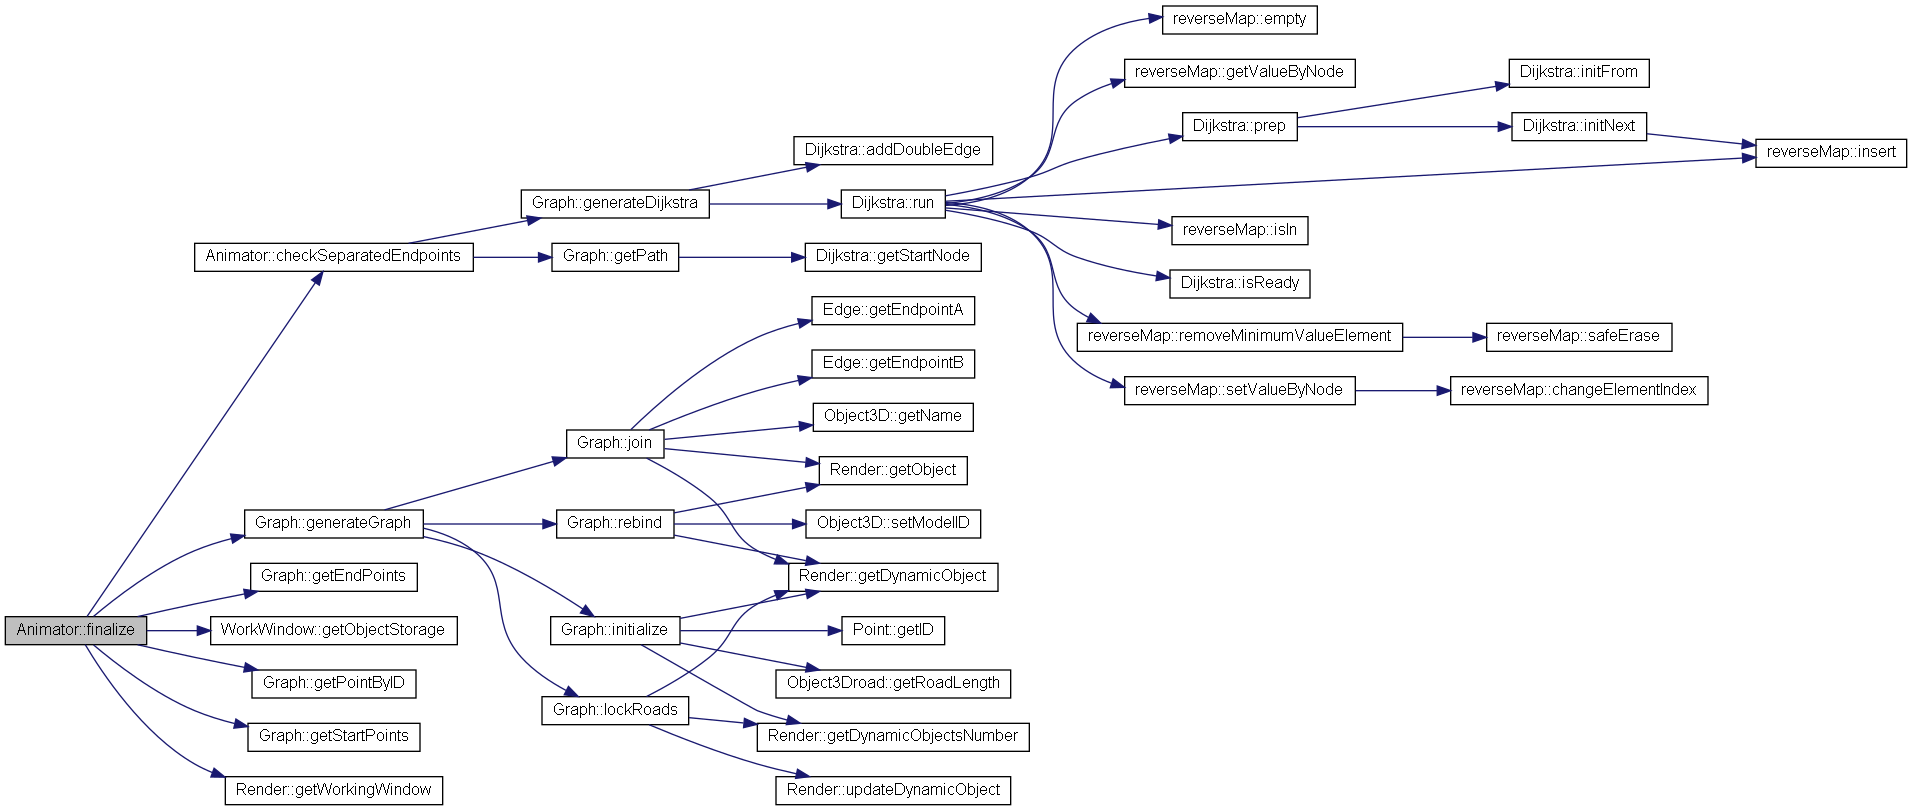 reverseMap::empty
reverseMap::getValueByNode
Dijkstra::initFrom
Dijkstra::prep
Dijkstra::initNext
Dijkstra::addDoubleEdge
reverseMap::insert
Graph::generateDijkstra
Dijkstra::run
reverseMap::isIn
Animator::checkSeparatedEndpoints
Graph::getPath
Dijkstra::getStartNode
Dijkstra::isReady
Edge::getEndpointA
reverseMap::removeMinimumValueElement
reverseMap::safeErase
Edge::getEndpointB
reverseMap::setValueByNode
reverseMap::changeElementIndex
Object3D::getName
Graph::join
Render::getObject
Graph::generateGraph
Graph::rebind
Object3D::setModelID
Graph::getEndPoints
Render::getDynamicObject
Animator::finalize
WorkWindow::getObjectStorage
Graph::initialize
Point::getID
Graph::getPointByID
Object3Droad::getRoadLength
Graph::lockRoads
Graph::getStartPoints
Render::getDynamicObjectsNumber
Render::getWorkingWindow
Render::updateDynamicObject